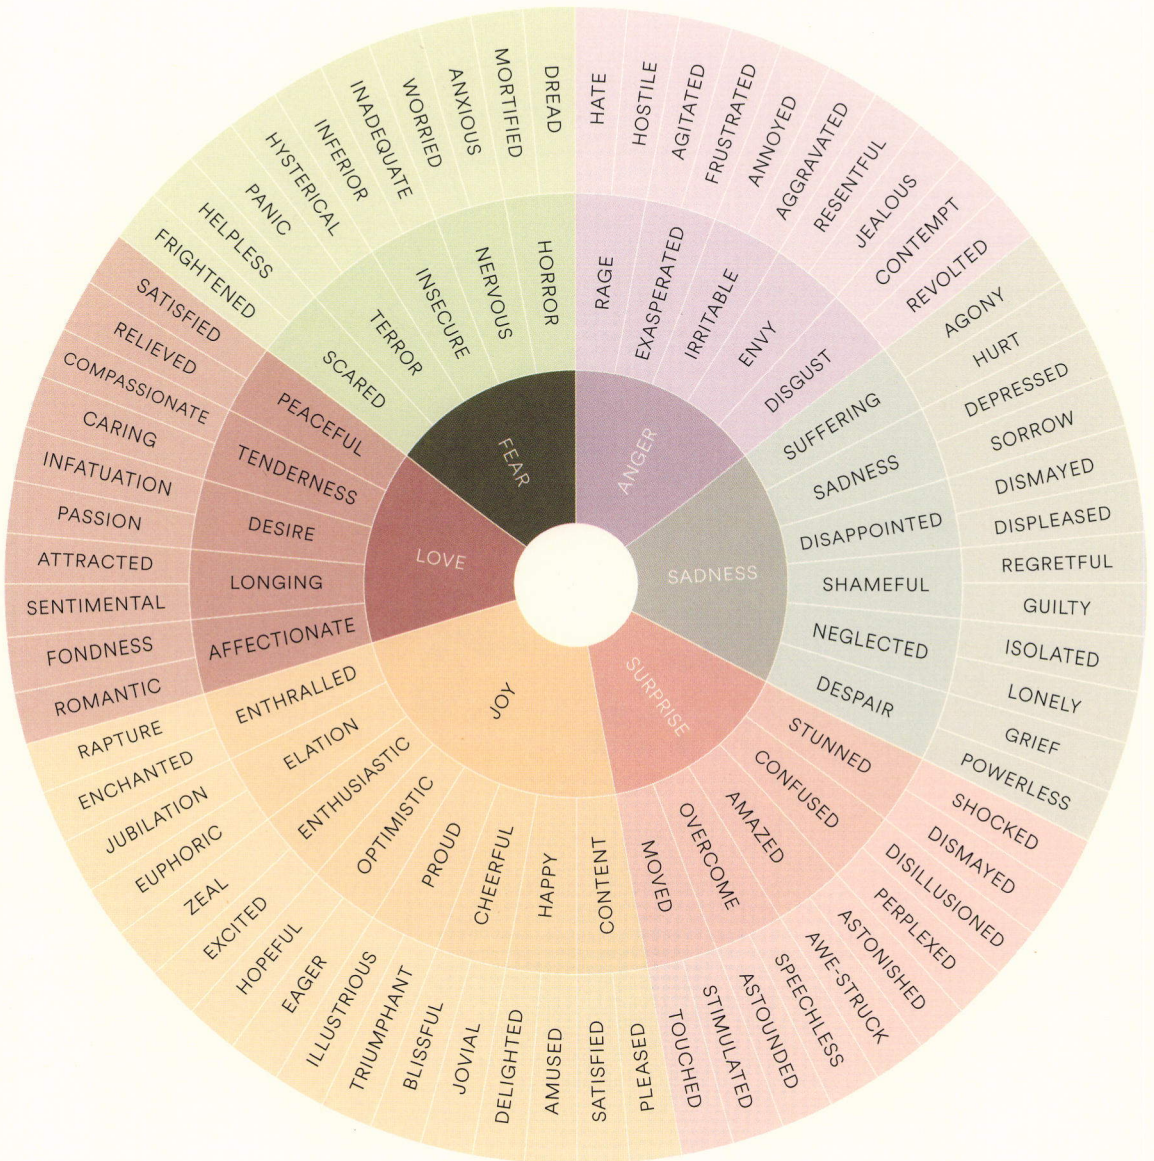 FEAR
ANGER
SADNESS
SURPRISE
JOY
LOVE
RAGE
EXASPERATED
IRRITABLE
ENVY
DISGUST
SUFFERING
SADNESS
DISAPPOINTED
SHAMEFUL
NEGLECTED
DESPAIR
STUNNED
CONFUSED
AMAZED
OVERCOME
MOVED
CONTENT
HAPPY
CHEERFUL
PROUD
OPTIMISTIC
ENTHUSIASTIC
ELATION
ENTHRALLED
AFFECTIONATE
LONGING
DESIRE
TENDERNESS
PEACEFUL
SCARED
TERROR
INSECURE
NERVOUS
HORROR
HATE
HOSTILE
AGITATED
FRUSTRATED
ANNOYED
AGGRAVATED
RESENTFUL
JEALOUS
CONTEMPT
REVOLTED
AGONY
HURT
DEPRESSED
SORROW
DISMAYED
DISPLEASED
REGRETFUL
GUILTY
ISOLATED
LONELY
GRIEF
POWERLESS
SHOCKED
DISMAYED
DISILLUSIONED
PERPLEXED
ASTONISHED
AWE-STRUCK
SPEECHLESS
ASTOUNDED
STIMULATED
TOUCHED
PLEASED
SATISFIED
AMUSED
DELIGHTED
JOVIAL
BLISSFUL
TRIUMPHANT
ILLUSTRIOUS
EAGER
HOPEFUL
EXCITED
ZEAL
EUPHORIC
JUBILATION
ENCHANTED
RAPTURE
ROMANTIC
FONDNESS
SENTIMENTAL
ATTRACTED
PASSION
INFATUATION
CARING
COMPASSIONATE
RELIEVED
SATISFIED
FRIGHTENED
HELPLESS
PANIC
HYSTERICAL
INFERIOR
INADEQUATE
WORRIED
ANXIOUS
MORTIFIED
DREAD